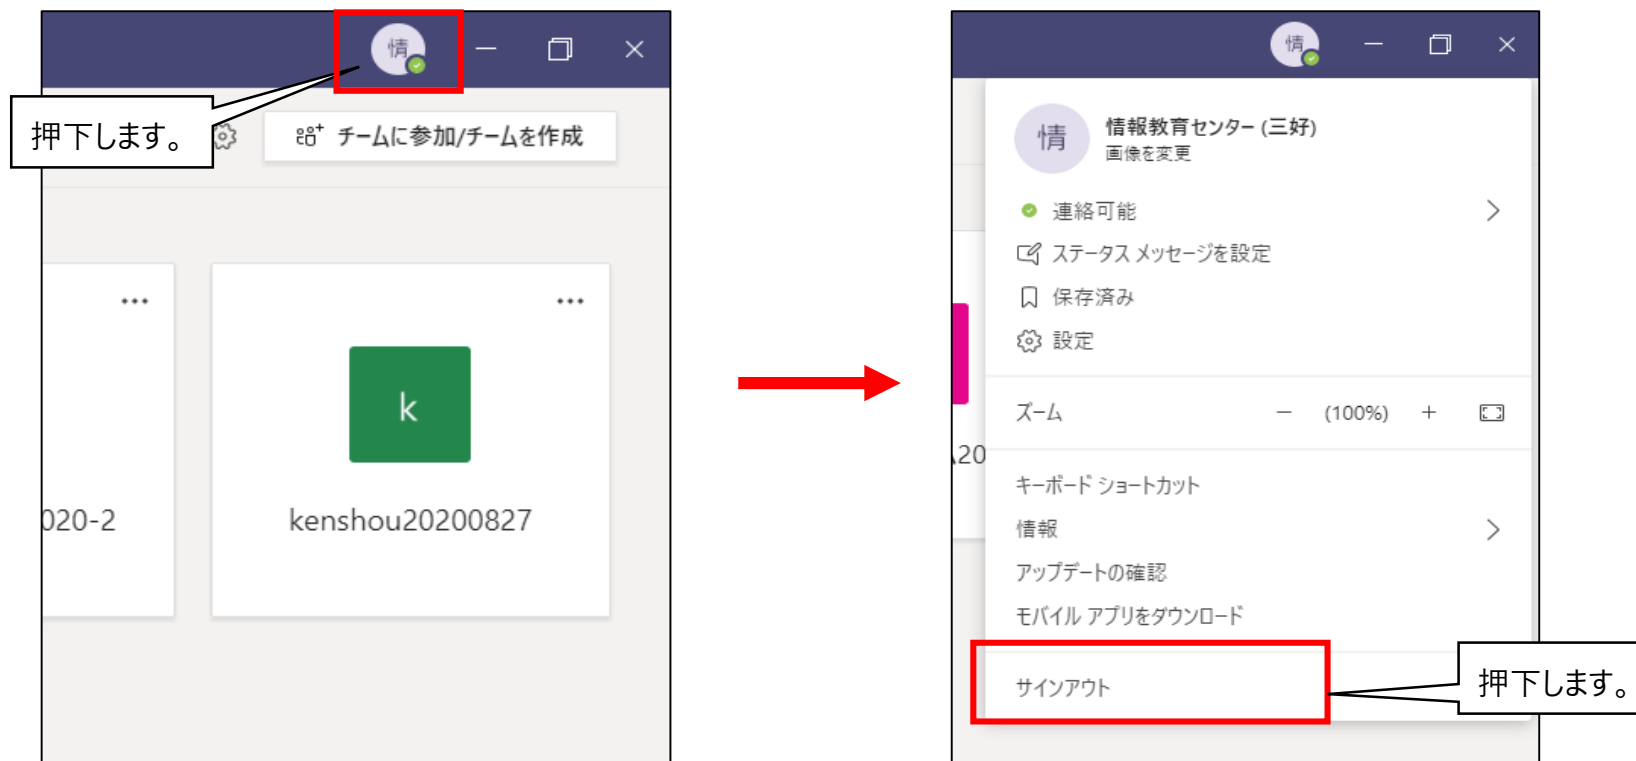 情
押下します。
チームに参加/チームを作成
020-2
k
kenshou20200827
情
情
情報教育センター (三好)
画像を変更
連絡可能
ステータス メッセージを設定
保存済み
設定
ズーム
(100%)
20
キーボード ショートカット
情報
アップデートの確認
モバイル アプリをダウンロード
サインアウト
押下します。